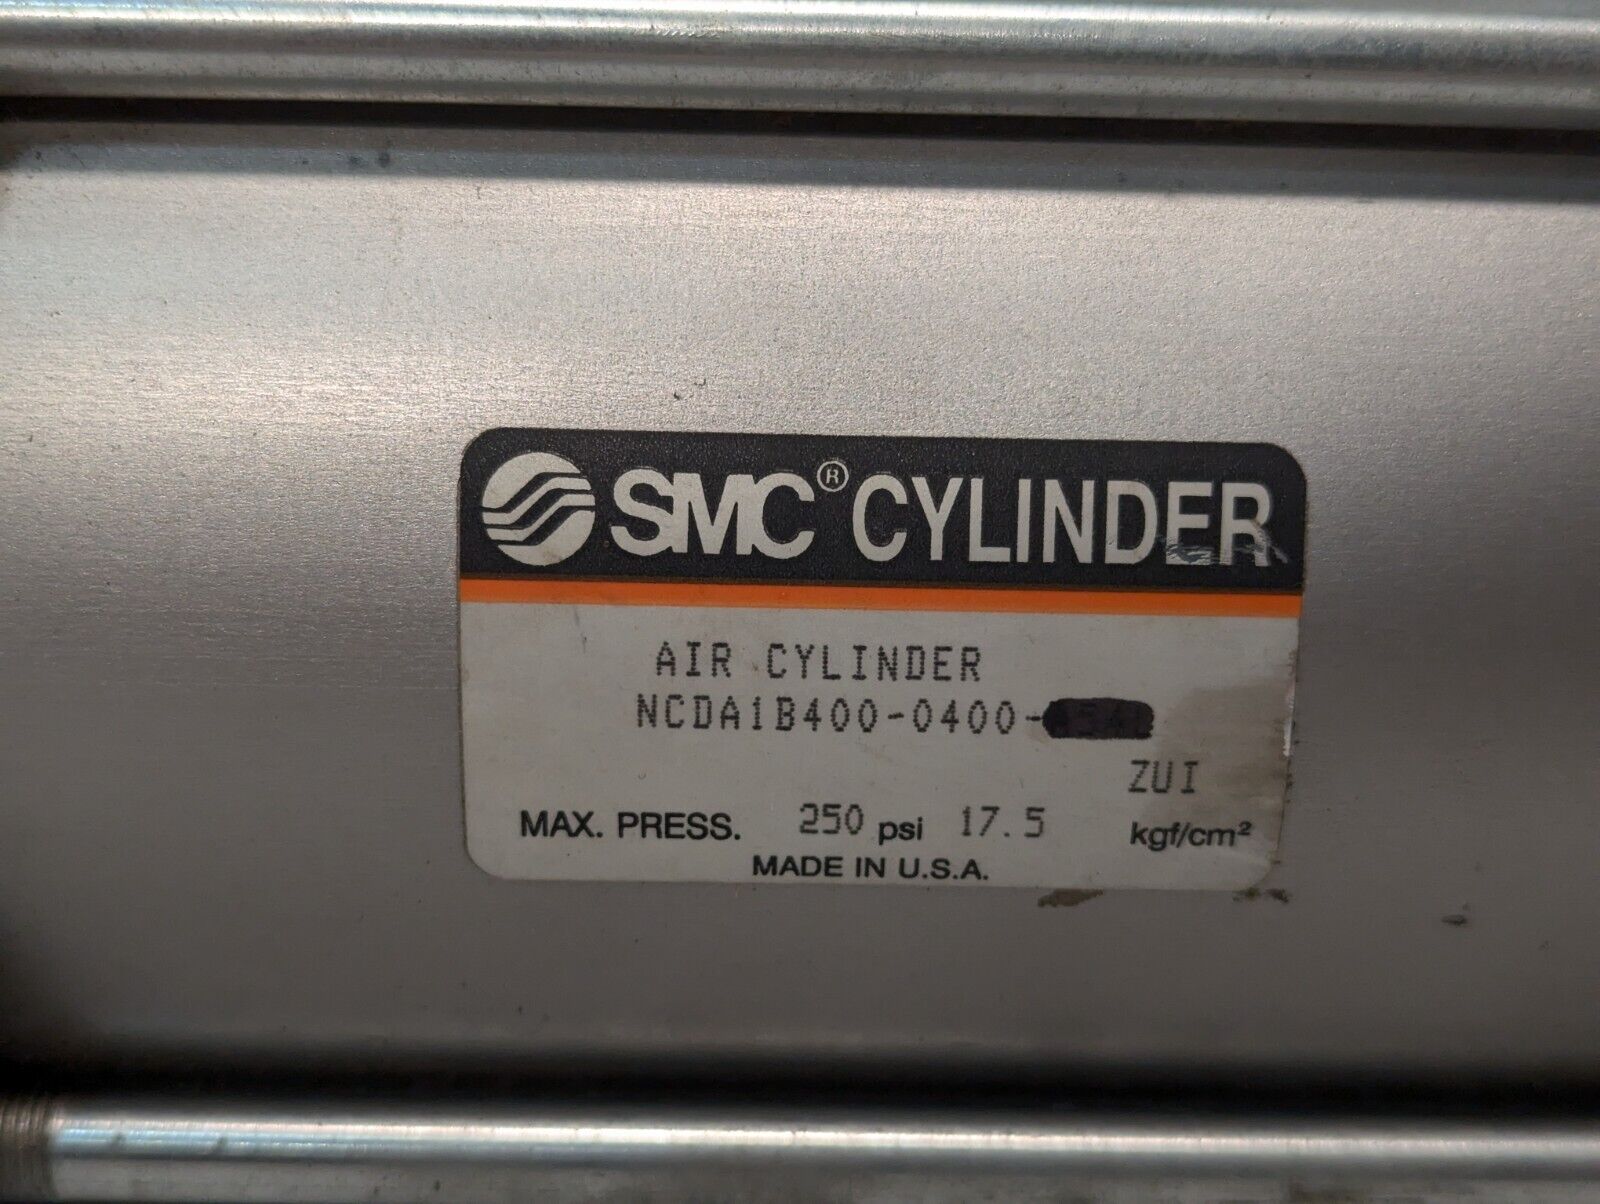 SMC® CYLINDER
AIR CYLINDER
NCDA1B400-0400-
ZUI
MAX. PRESS. 250 psi 17.5 kgf/cm²
MADE IN U.S.A.